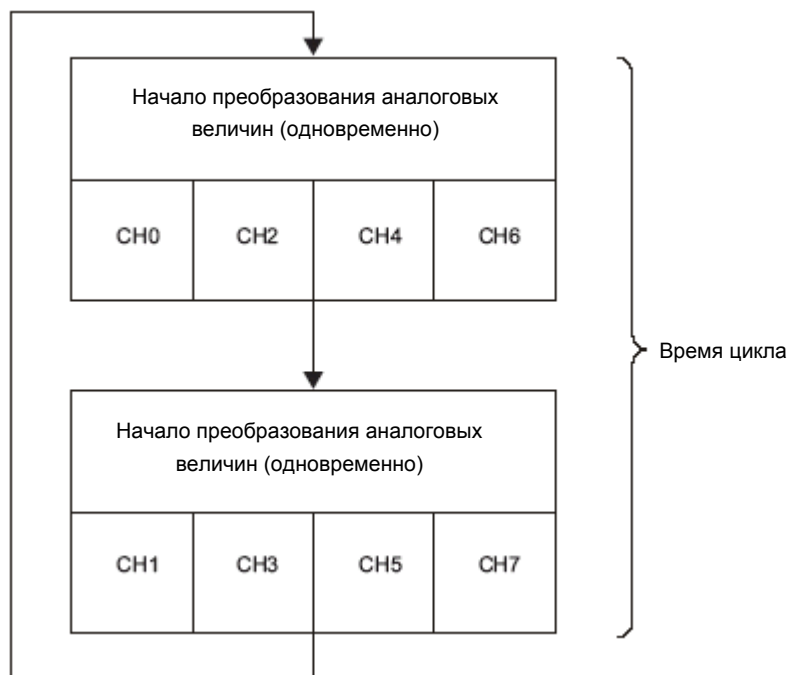 Начало преобразования аналоговых
величин (одновременно)
CH0 CH2 CH4 CH6
Время цикла
Начало преобразования аналоговых
величин (одновременно)
CH1 CH3 CH5 CH7